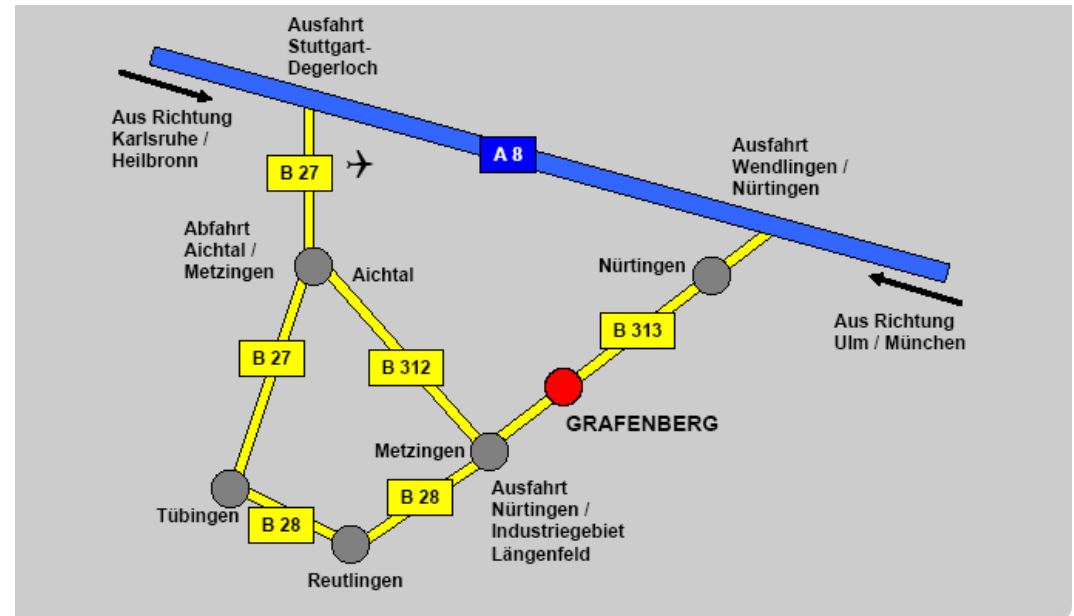 Ausfahrt
Stuttgart-
Degerloch
Aus Richtung
Karlsruhe /
Heilbronn
A 8
Ausfahrt
Wendlingen /
Nürtingen
B 27
Abfahrt
Aichtal /
Metzingen
Aichtal
Nürtingen
Aus Richtung
Ulm / München
B 313
B 27
B 312
GRAFENBERG
Metzingen
Ausfahrt
Nürtingen /
Industriegebiet
Längenfeld
B 28
Tübingen
B 28
Reutlingen